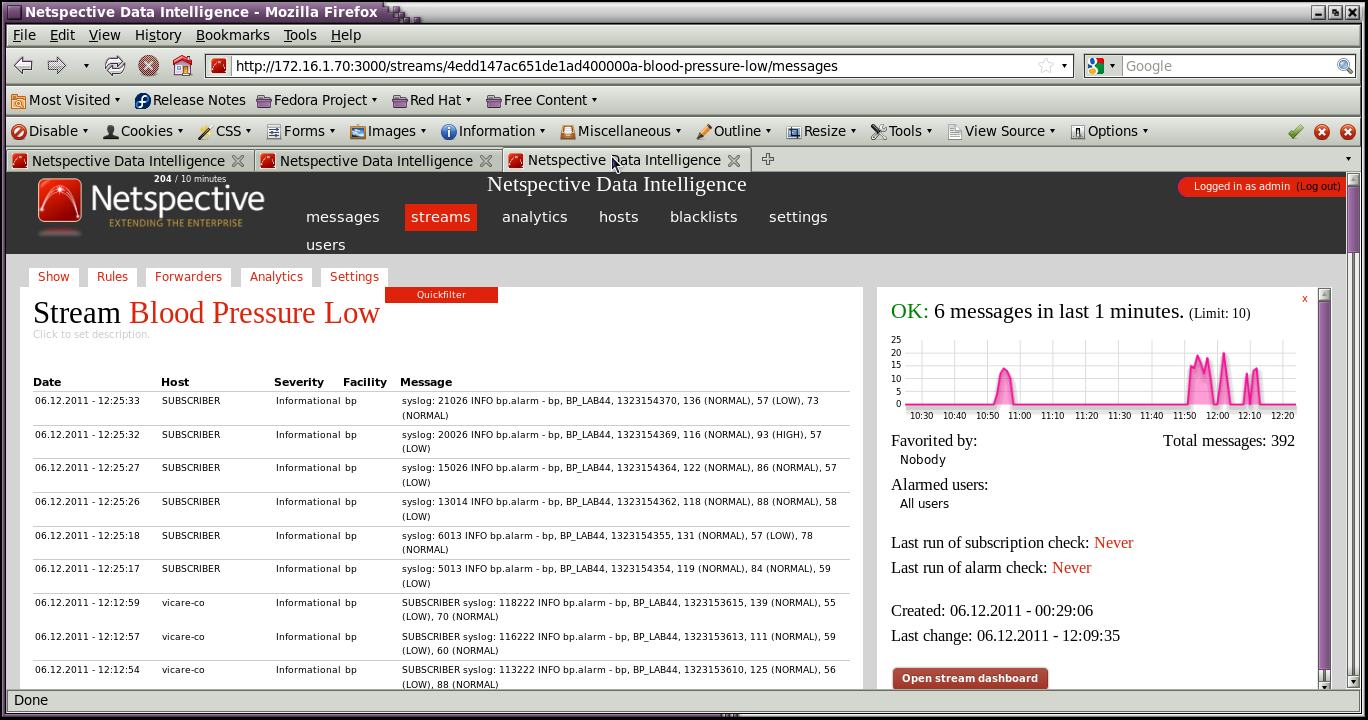 Netspective Data Intelligence - Mozilla Firefox
File Edit View History Bookmarks Tools Help
http://172.16.1.70:3000/streams/4edd147ac651de1ad400000a-blood-pressure-low/messages Google
Most Visited Release Notes Fedora Project Red Hat Free Content
Disable Cookies CSS Forms Images Information Miscellaneous Outline Resize Tools View Source Options
Netspective Data Intelligence Netspective Data Intelligence Netspective Data Intelligence
204 / 10 minutes
Netspective
EXTENDING THE ENTERPRISE
Netspective Data Intelligence
Logged in as admin (Log out)
messages streams analytics hosts blacklists settings
users
Show Rules Forwarders Analytics Settings
Quickfilter
Stream Blood Pressure Low
Click to set description.
Date Host Severity Facility Message
06.12.2011 - 12:25:33 SUBSCRIBER Informational bp syslog: 21026 INFO bp.alarm - bp, BP_LAB44, 1323154370, 136 (NORMAL), 57 (LOW), 73
(NORMAL)
06.12.2011 - 12:25:32 SUBSCRIBER Informational bp syslog: 20026 INFO bp.alarm - bp, BP_LAB44, 1323154369, 116 (NORMAL), 93 (HIGH), 57
(LOW)
06.12.2011 - 12:25:27 SUBSCRIBER Informational bp syslog: 15026 INFO bp.alarm - bp, BP_LAB44, 1323154364, 122 (NORMAL), 86 (NORMAL), 57
(LOW)
06.12.2011 - 12:25:26 SUBSCRIBER Informational bp syslog: 13014 INFO bp.alarm - bp, BP_LAB44, 1323154362, 118 (NORMAL), 88 (NORMAL), 58
(LOW)
06.12.2011 - 12:25:18 SUBSCRIBER Informational bp syslog: 6013 INFO bp.alarm - bp, BP_LAB44, 1323154355, 131 (NORMAL), 57 (LOW), 78
(NORMAL)
06.12.2011 - 12:25:17 SUBSCRIBER Informational bp syslog: 5013 INFO bp.alarm - bp, BP_LAB44, 1323154354, 119 (NORMAL), 84 (NORMAL), 59
(LOW)
06.12.2011 - 12:12:59 vicare-co Informational bp SUBSCRIBER syslog: 118222 INFO bp.alarm - bp, BP_LAB44, 1323153615, 139 (NORMAL), 55
(LOW), 70 (NORMAL)
06.12.2011 - 12:12:57 vicare-co Informational bp SUBSCRIBER syslog: 116222 INFO bp.alarm - bp, BP_LAB44, 1323153613, 111 (NORMAL), 59
(LOW), 60 (NORMAL)
06.12.2011 - 12:12:54 vicare-co Informational bp SUBSCRIBER syslog: 113222 INFO bp.alarm - bp, BP_LAB44, 1323153610, 125 (NORMAL), 56
(LOW), 88 (NORMAL)
x
OK: 6 messages in last 1 minutes. (Limit: 10)
25
20
15
10
5
0
10:30 10:40 10:50 11:00 11:10 11:20 11:30 11:40 11:50 12:00 12:10 12:20
Favorited by: Total messages: 392
Nobody
Alarmed users:
All users
Last run of subscription check: Never
Last run of alarm check: Never
Created: 06.12.2011 - 00:29:06
Last change: 06.12.2011 - 12:09:35
Open stream dashboard
Done